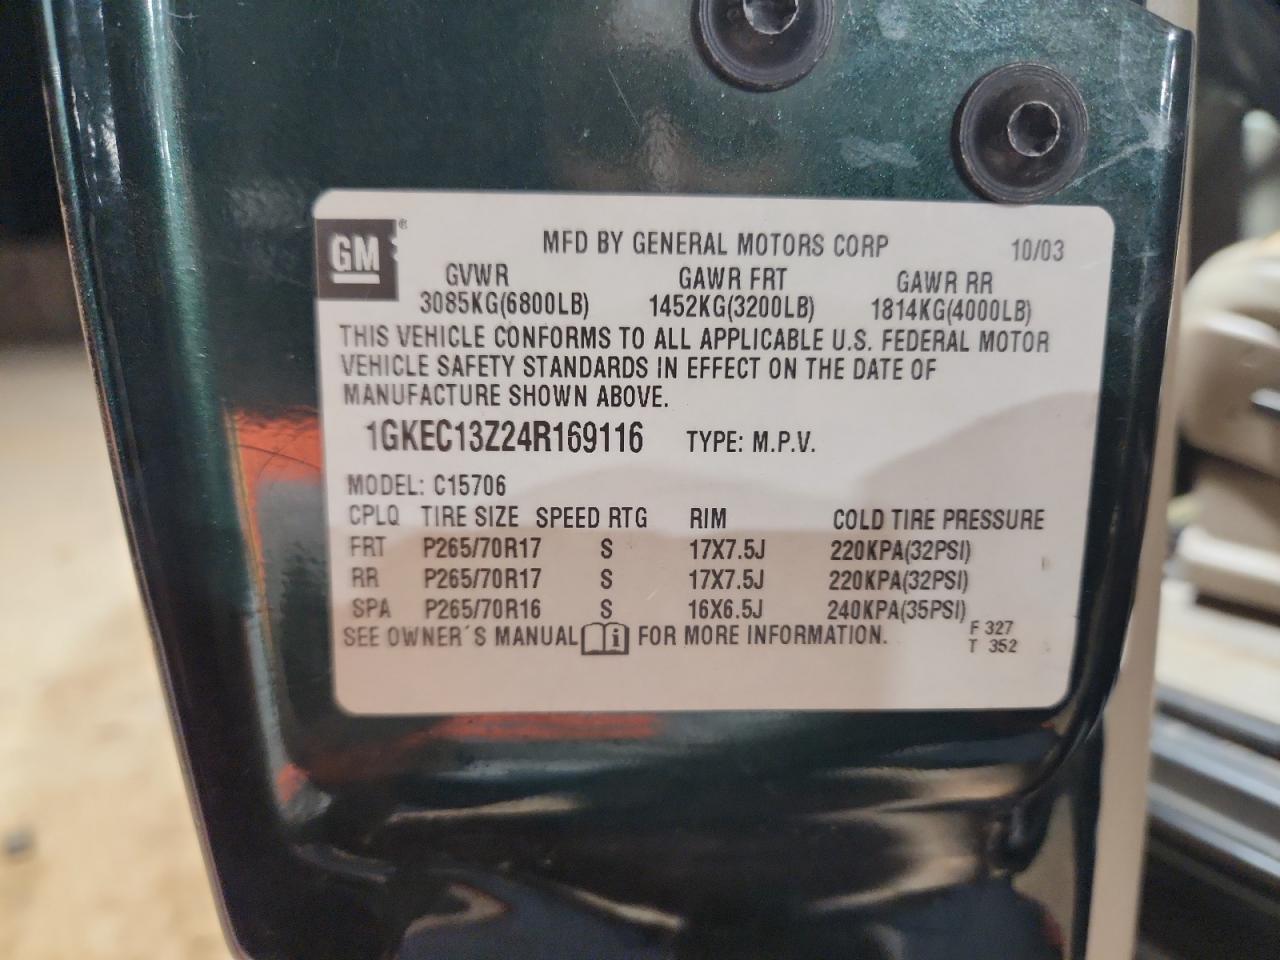 GM®
MFD BY GENERAL MOTORS CORP 10/03
GVWR GAWR FRT GAWR RR
3085KG(6800LB) 1452KG(3200LB) 1814KG(4000LB)
THIS VEHICLE CONFORMS TO ALL APPLICABLE U.S. FEDERAL MOTOR
VEHICLE SAFETY STANDARDS IN EFFECT ON THE DATE OF
MANUFACTURE SHOWN ABOVE.
1GKEC13Z24R169116 TYPE: M.P.V.
MODEL: C15706
CPLQ TIRE SIZE SPEED RTG RIM COLD TIRE PRESSURE
FRT P265/70R17 S 17X7.5J 220KPA(32PSI)
RR P265/70R17 S 17X7.5J 220KPA(32PSI)
SPA P265/70R16 S 16X6.5J 240KPA(35PSI)
SEE OWNER´S MANUAL i FOR MORE INFORMATION.
F 327
T 352